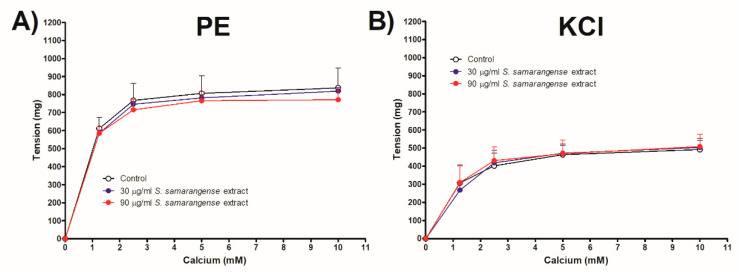 A)
PE
1200
1100
1000
900
800
700
600
500
400
300
200
100
0
Tension (mg)
Control
30 µg/ml S. samarangense extract
90 µg/ml S. samarangense extract
0 1 2 3 4 5 6 7 8 9 10 11
Calcium (mM)
B)
KCl
1200
1100
1000
900
800
700
600
500
400
300
200
100
0
Tension (mg)
Control
30 µg/ml S. samarangense extract
90 µg/ml S. samarangense extract
0 1 2 3 4 5 6 7 8 9 10 11
Calcium (mM)